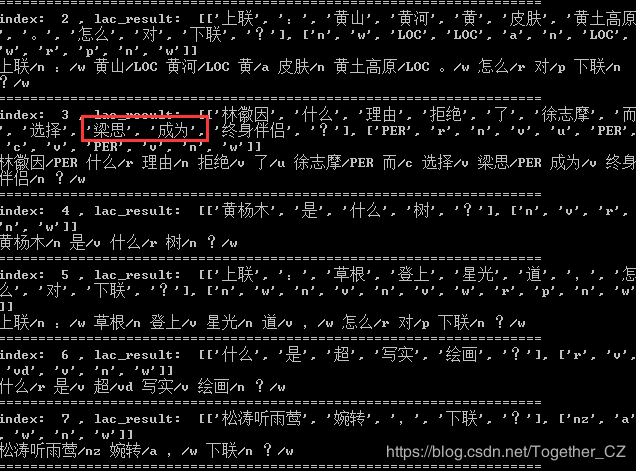 index:  2 , lac_result:  [['上联', '：', '黄山', '黄河', '黄', '皮肤', '黄土高原'
, '。', '怎么', '对', '下联', '？'], ['n', 'w', 'LOC', 'LOC', 'a', 'n', 'LOC',
'w', 'r', 'p', 'n', 'w']]
上联/n ：/w 黄山/LOC 黄河/LOC 黄/a 皮肤/n 黄土高原/LOC 。/w 怎么/r 对/p 下联/n
？/w
==================================================================
index:  3 , lac_result:  [['林徽因', '什么', '理由', '拒绝', '了', '徐志摩', '而
', '选择', '梁思', '成为', '终身伴侣', '？'], ['PER', 'r', 'n', 'v', 'u', 'PER',
'c', 'v', 'PER', 'v', 'n', 'w']]
林徽因/PER 什么/r 理由/n 拒绝/v 了/u 徐志摩/PER 而/c 选择/v 梁思/PER 成为/v 终身
伴侣/n ？/w
==================================================================
index:  4 , lac_result:  [['黄杨木', '是', '什么', '树', '？'], ['n', 'v', 'r',
'n', 'w']]
黄杨木/n 是/v 什么/r 树/n ？/w
==================================================================
index:  5 , lac_result:  [['上联', '：', '草根', '登上', '星光', '道', '，', '怎
么', '对', '下联', '？'], ['n', 'w', 'n', 'v', 'n', 'v', 'w', 'r', 'p', 'n', 'w'
]]
上联/n ：/w 草根/n 登上/v 星光/n 道/v ，/w 怎么/r 对/p 下联/n ？/w
==================================================================
index:  6 , lac_result:  [['什么', '是', '超', '写实', '绘画', '？'], ['r', 'v',
'vd', 'v', 'n', 'w']]
什么/r 是/v 超/vd 写实/v 绘画/n ？/w
==================================================================
index:  7 , lac_result:  [['松涛听雨莺', '婉转', '，', '下联', '？'], ['nz', 'a'
, 'w', 'n', 'w']]
松涛听雨莺/nz 婉转/a ，/w 下联/n ？/w
==================================================================
https://blog.csdn.net/Together_CZ